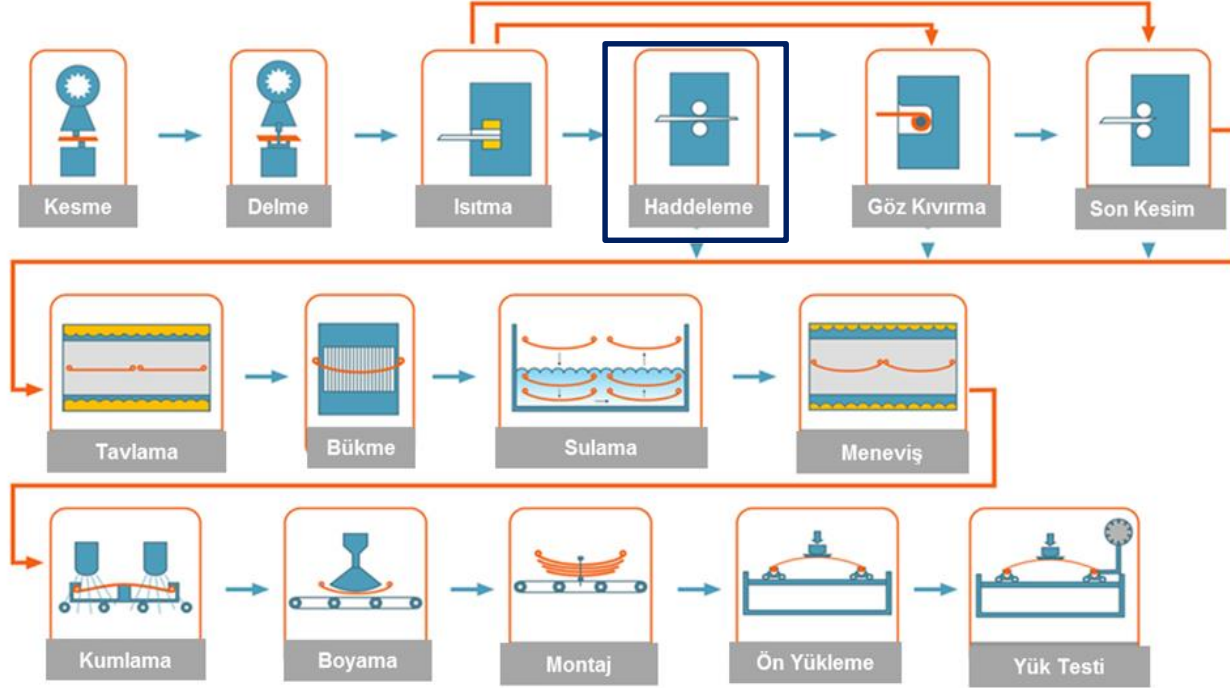 Kesme
Delme
Isıtma
Haddeleme
Göz Kıvırma
Son Kesim
Tavlama
Bükme
Sulama
Meneviş
Kumlama
Boyama
Montaj
Ön Yükleme
Yük Testi